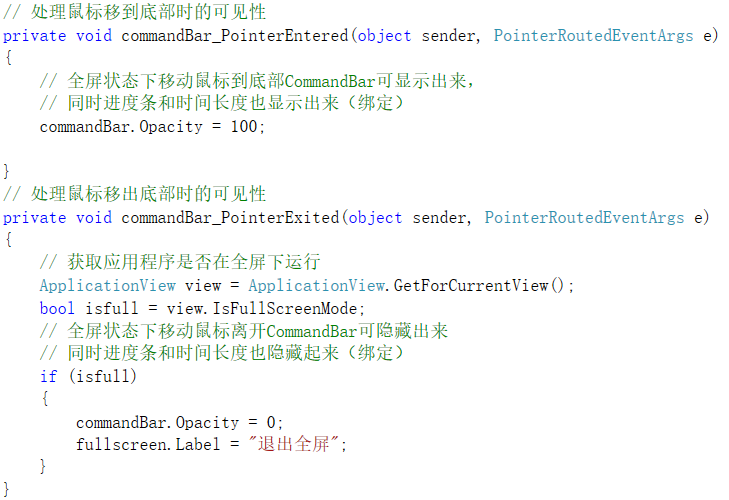 // 处理鼠标移到底部时的可见性
private void commandBar_PointerEntered(object sender, PointerRoutedEventArgs e)
{
    // 全屏状态下移动鼠标到底部CommandBar可显示出来，
    // 同时进度条和时间长度也显示出来（绑定）
    commandBar.Opacity = 100;

}
// 处理鼠标移出底部时的可见性
private void commandBar_PointerExited(object sender, PointerRoutedEventArgs e)
{
    // 获取应用程序是否在全屏下运行
    ApplicationView view = ApplicationView.GetForCurrentView();
    bool isfull = view.IsFullScreenMode;
    // 全屏状态下移动鼠标离开CommandBar可隐藏出来
    // 同时进度条和时间长度也隐藏起来（绑定）
    if (isfull)
    {
        commandBar.Opacity = 0;
        fullscreen.Label = "退出全屏";
    }
}